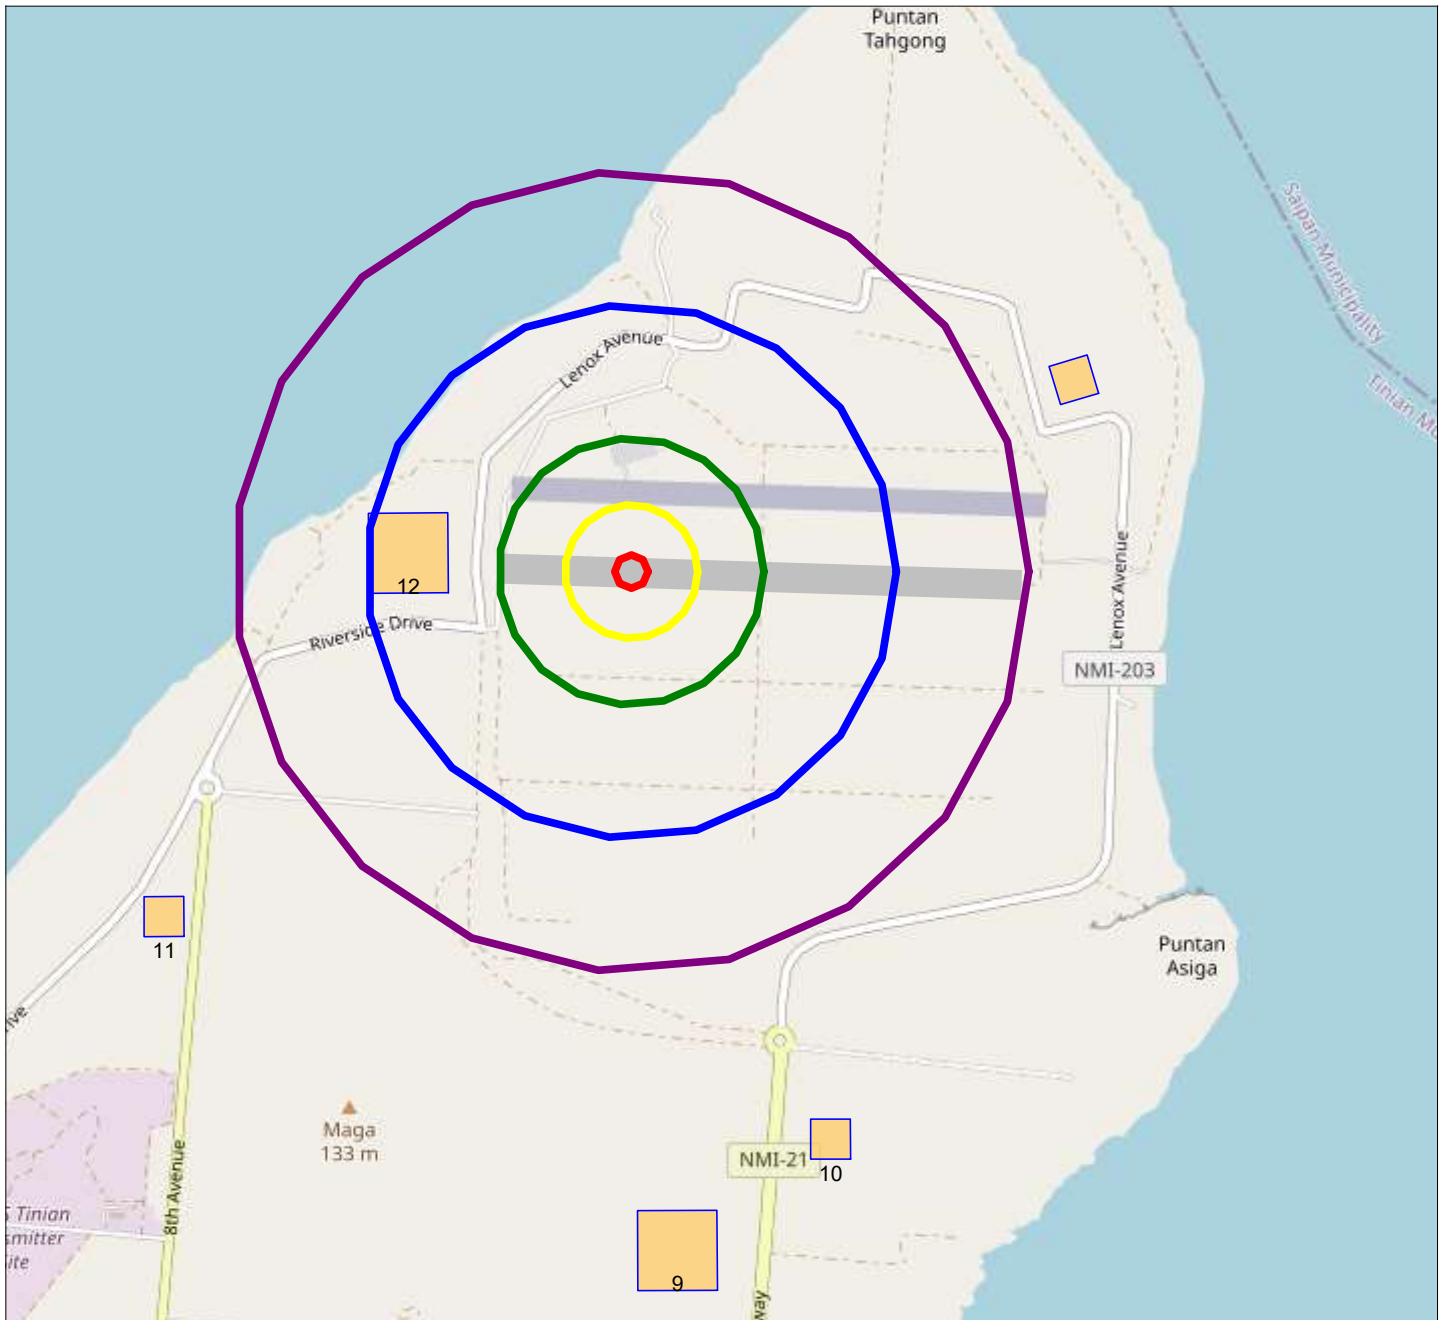 Puntan
Tahgong
Saipan Municipality
Tinian Mu
Lenox Avenue
12
Riverside Drive
Lenox Avenue
NMI-203
11
Puntan
Asiga
rive
Maga
133 m
NMI-21
10
8th Avenue
S Tinian
smitter
ite
9
way